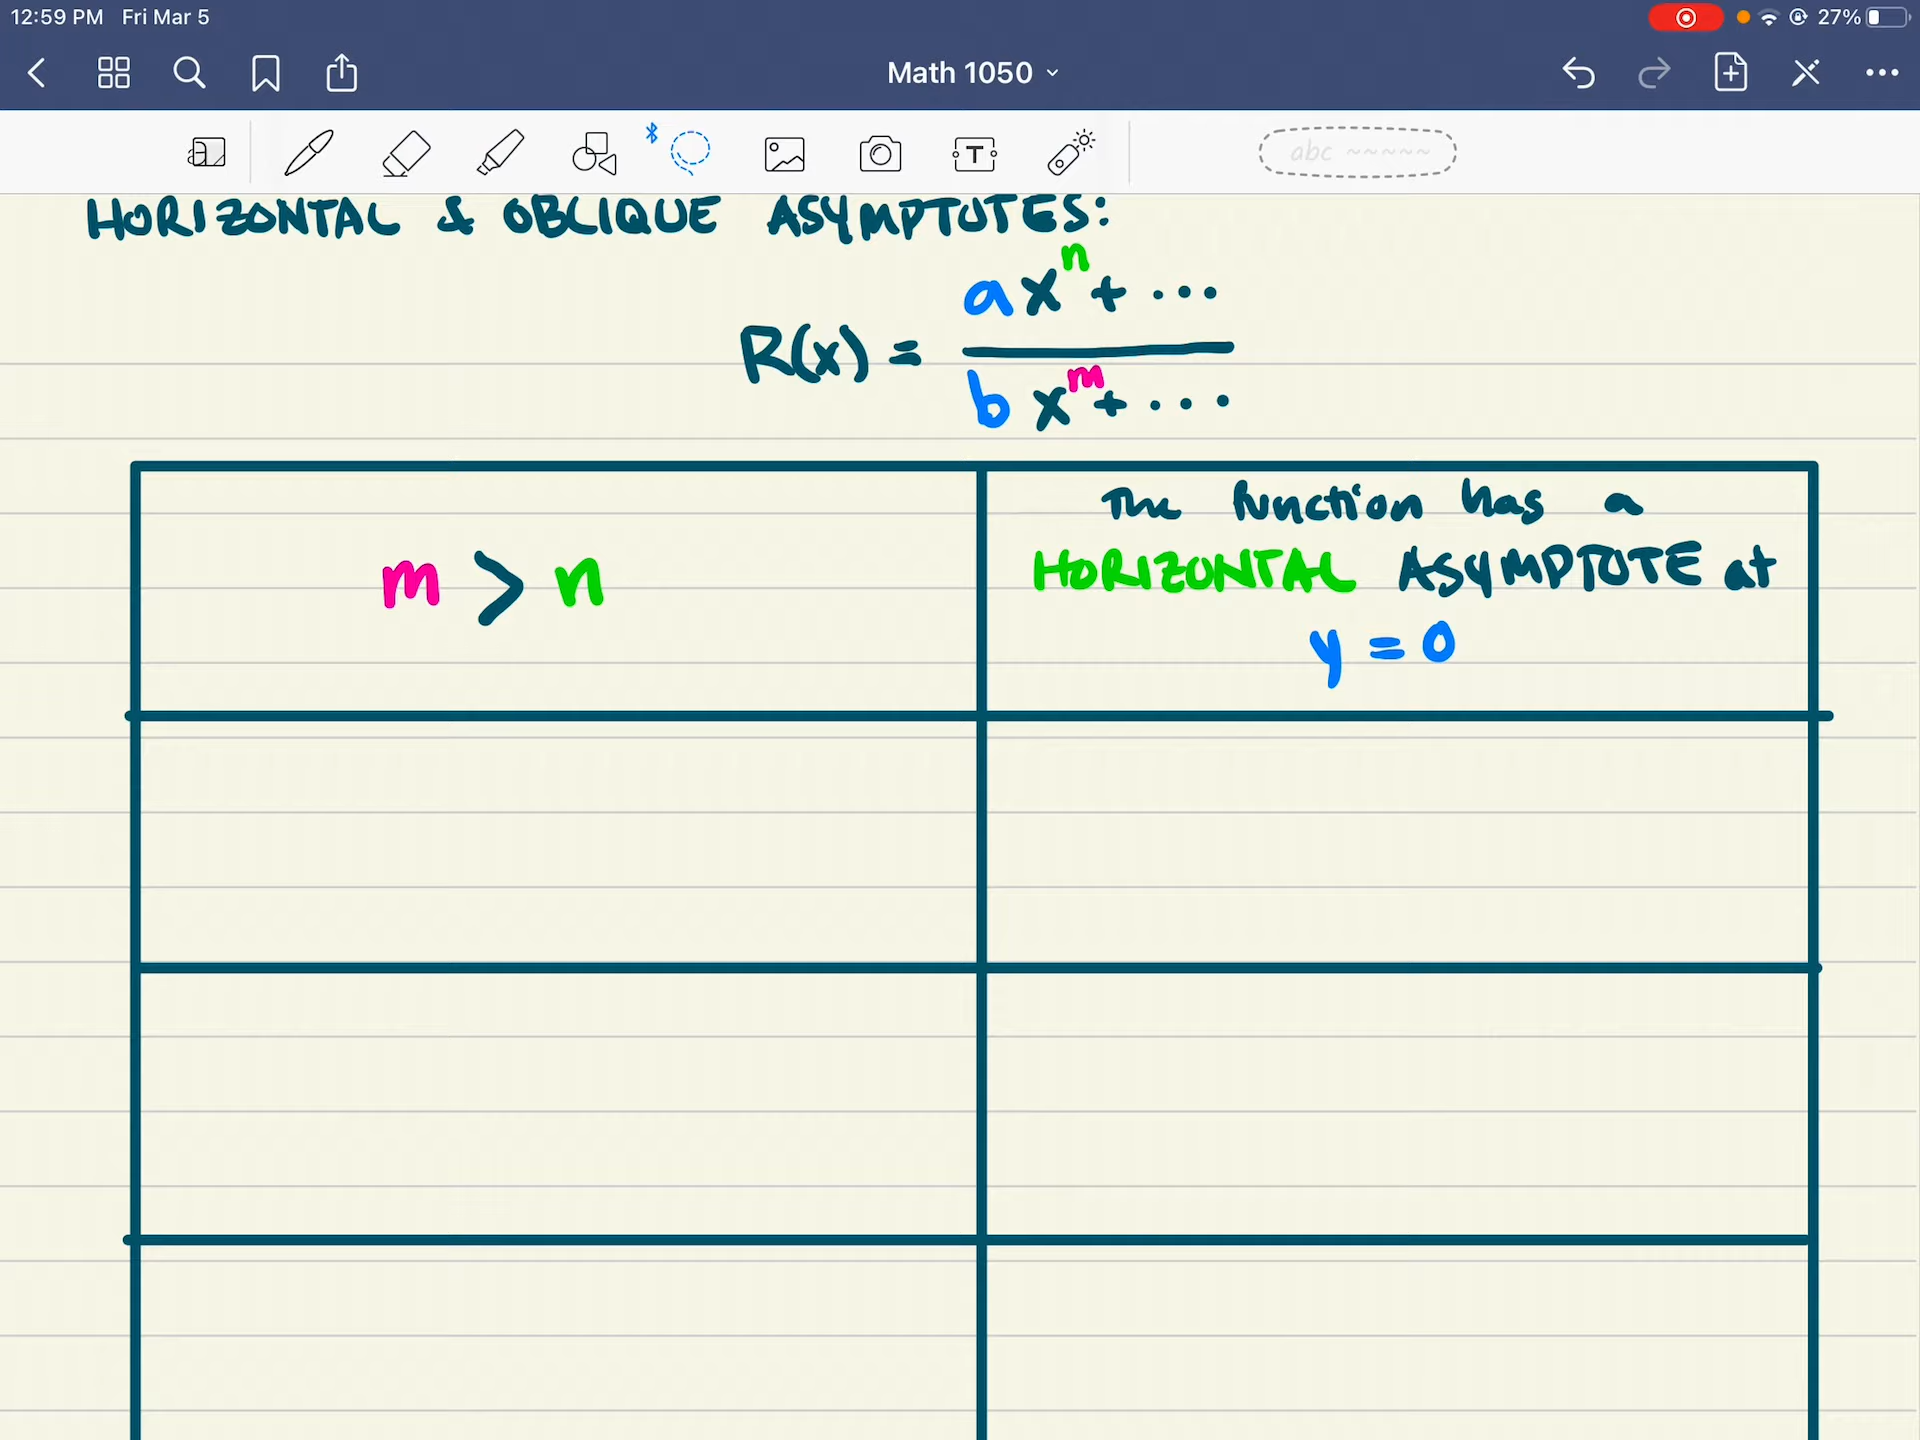 12:59 PM Fri Mar 5 27%
Math 1050
abc
HORIZONTAL & OBLIQUE ASYMPTOTES:
R(x) = (ax^n + ...)/(bx^m + ...)
m > n
The function has a
HORIZONTAL ASYMPTOTE at
y = 0